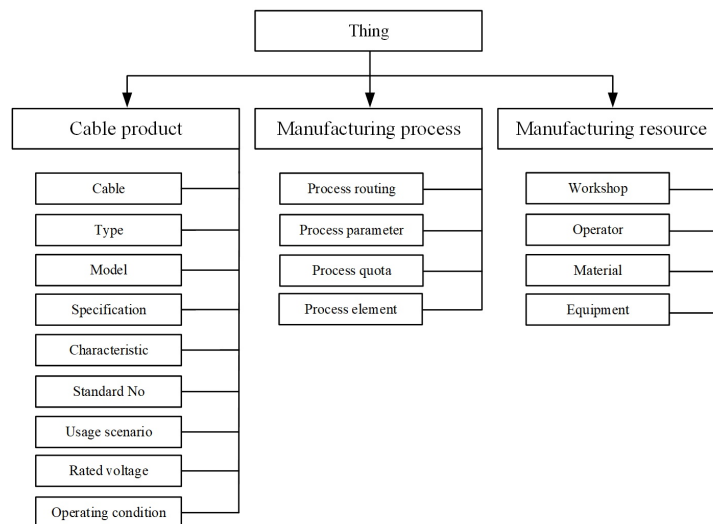 Thing
Cable product
Manufacturing process
Manufacturing resource
Cable
Type
Model
Specification
Characteristic
Standard No
Usage scenario
Rated voltage
Operating condition
Process routing
Process parameter
Process quota
Process element
Workshop
Operator
Material
Equipment